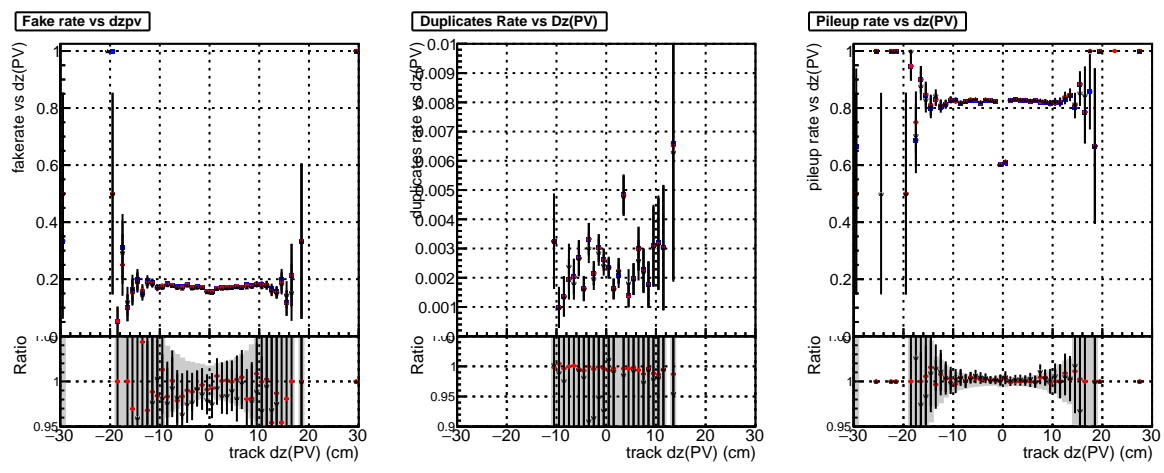 Fake rate vs dzpv
fakerate vs dz(PV)
1
0.8
0.6
0.4
0.2
0
Ratio
1
0.95
−30 −20 −10 0 10 20 30
track dz(PV) (cm)
Duplicates Rate vs Dz(PV)
duplicates rate vs dz(PV)
0.01
0.009
0.008
0.007
0.006
0.005
0.004
0.003
0.002
0.001
0
Ratio
1
0.95
0.9
−30 −20 −10 0 10 20 30
track dz(PV) (cm)
Pileup rate vs dz(PV)
pileup rate vs dz(PV)
1
0.8
0.6
0.4
0.2
0
Ratio
1
0.95
−30 −20 −10 0 10 20 30
track dz(PV) (cm)